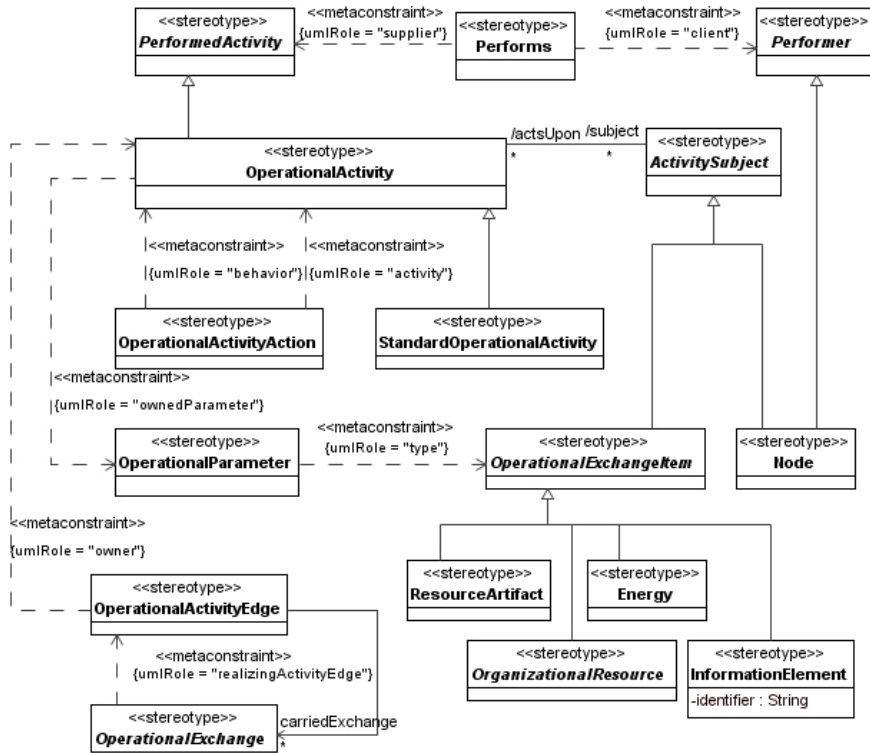 <<metaconstraint>>
<<metaconstraint>>
<<stereotype>>
PerformedActivity
{umlRole = "supplier"}
<<stereotype>>
Performs
{umlRole = "client"}
<<stereotype>>
Performer
/actsUpon
/subject
*
*
<<stereotype>>
OperationalActivity
<<stereotype>>
ActivitySubject
<<metaconstraint>>
<<metaconstraint>>
{umlRole = "behavior"}
{umlRole = "activity"}
<<stereotype>>
OperationalActivityAction
<<stereotype>>
StandardOperationalActivity
<<metaconstraint>>
{umlRole = "ownedParameter"}
<<metaconstraint>>
{umlRole = "type"}
<<stereotype>>
OperationalParameter
<<stereotype>>
OperationalExchangeItem
<<stereotype>>
Node
<<metaconstraint>>
{umlRole = "owner"}
<<stereotype>>
OperationalActivityEdge
<<stereotype>>
ResourceArtifact
<<stereotype>>
Energy
<<metaconstraint>>
{umlRole = "realizingActivityEdge"}
<<stereotype>>
OrganizationalResource
<<stereotype>>
InformationElement
-identifier : String
<<stereotype>>
OperationalExchange
carriedExchange
*